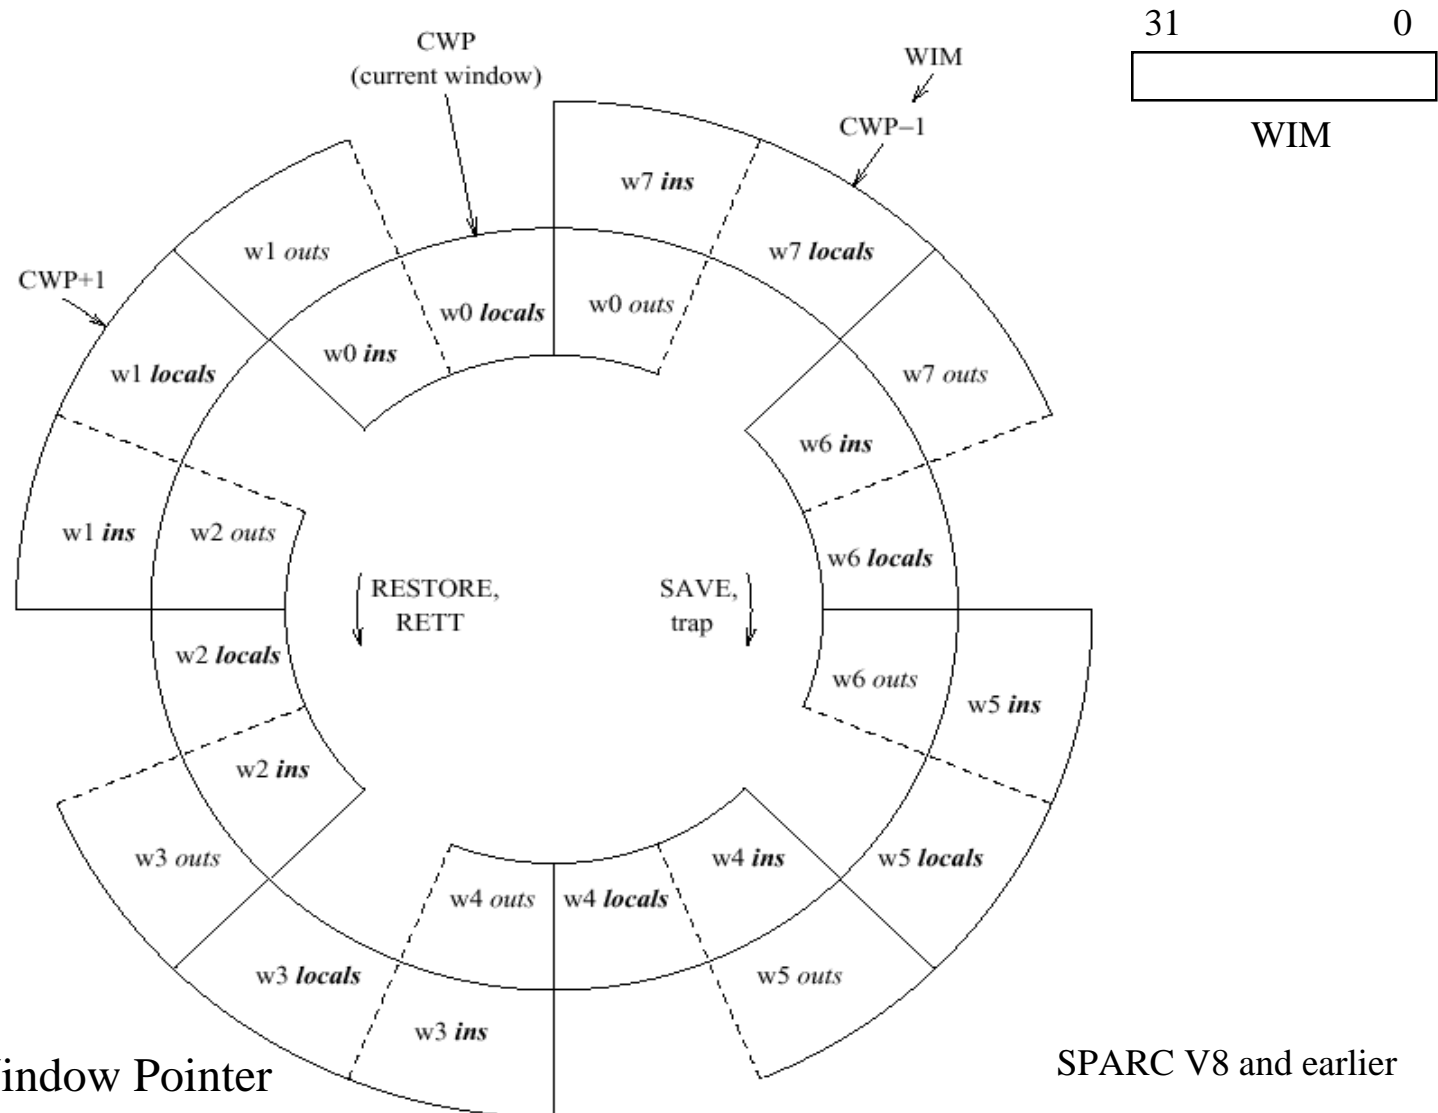 31 0
WIM
CWP
(current window)
WIM
CWP−1
CWP+1
w7 ins
w7 locals
w7 outs
w1 outs
w0 ins
w0 locals
w0 outs
w1 locals
w1 ins
w2 outs
w6 ins
w6 locals
RESTORE,
RETT
SAVE,
trap
w2 locals
w2 ins
w6 outs
w5 ins
w3 outs
w4 outs
w4 locals
w4 ins
w5 locals
w3 locals
w3 ins
w5 outs
indow Pointer
SPARC V8 and earlier